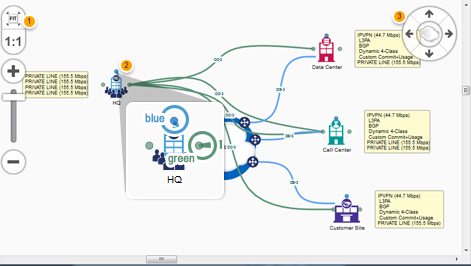 FIT
1
1:1
2
3
PRIVATE LINE (155.5 Mbps)
PRIVATE LINE (155.5 Mbps)
PRIVATE LINE (155.5 Mbps)
PRIVATE LINE (155.5 Mbps)
HQ
blue
green
HQ
Data Center
IPVPN (44.7 Mbps)
L3PA
BGP
Dynamic 4-Class
Custom Commit+Usage
PRIVATE LINE (155.5 Mbps)
Call Center
IPVPN (44.7 Mbps)
L3PA
BGP
Dynamic 4-Class
Custom Commit+Usage
PRIVATE LINE (155.5 Mbps)
PRIVATE LINE (155.5 Mbps)
Customer Site
IPVPN (44.7 Mbps)
L3PA
BGP
Dynamic 4-Class
Custom Commit+Usage
PRIVATE LINE (155.5 Mbps)